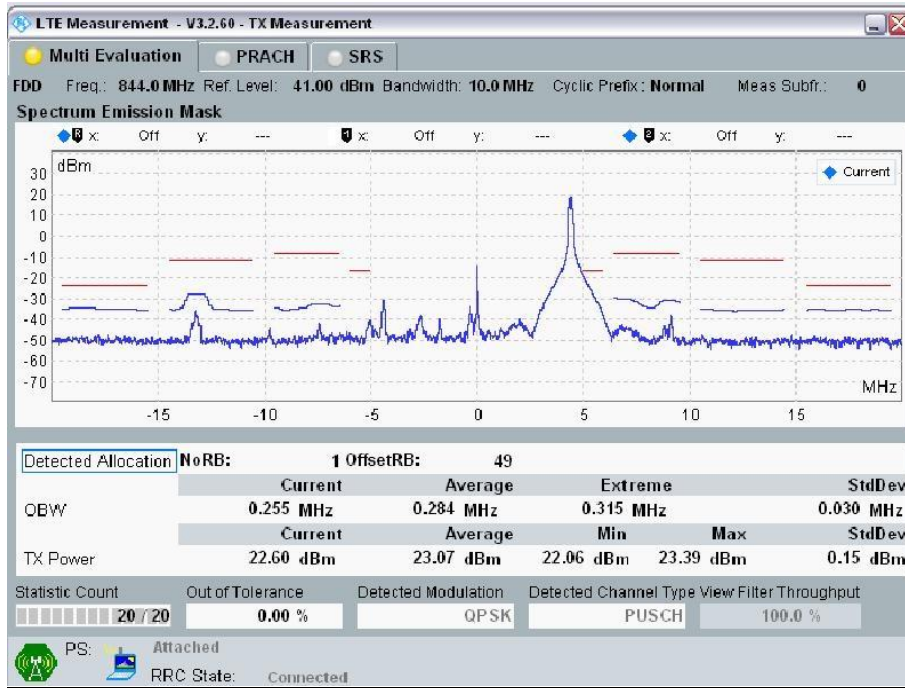 LTE Measurement - V3.2.60 - TX Measurement
Multi Evaluation PRACH SRS
FDD Freq.: 844.0 MHz Ref. Level: 41.00 dBm Bandwidth: 10.0 MHz Cyclic Prefix: Normal Meas Subfr.: 0
Spectrum Emission Mask
R x: Off y: --- 1 x: Off y: --- 2 x: Off y: ---
dBm
Current
30
20
10
0
-10
-20
-30
-40
-50
-60
-70
MHz
-15 -10 -5 0 5 10 15
Detected Allocation NoRB: 1 OffsetRB: 49
Current Average Extreme StdDev
OBW 0.255 MHz 0.284 MHz 0.315 MHz 0.030 MHz
Current Average Min Max StdDev
TX Power 22.60 dBm 23.07 dBm 22.06 dBm 23.39 dBm 0.15 dBm
Statistic Count Out of Tolerance Detected Modulation Detected Channel Type View Filter Throughput
20 / 20 0.00 % QPSK PUSCH 100.0 %
PS: Attached
RRC State: Connected